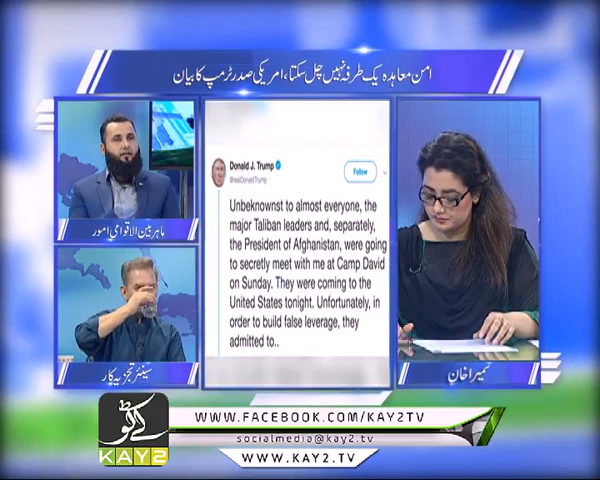 امن معاہدہ یک طرفہ نہیں چل سکتا، امریکی صدر ٹرمپ کا بیان
Donald J. Trump
@realDonaldTrump
Follow
Unbeknownst to almost everyone, the
major Taliban leaders and, separately,
the President of Afghanistan, were going
to secretly meet with me at Camp David
on Sunday. They were coming to the
United States tonight. Unfortunately, in
order to build false leverage, they
admitted to..
ماہر بین الاقوامی امور
سینئر تجزیہ کار
سمیرا خان
کے ٹو
KAY2
WWW.FACEBOOK.COM/KAY2TV
socialmedia@kay2.tv
WWW.KAY2.TV